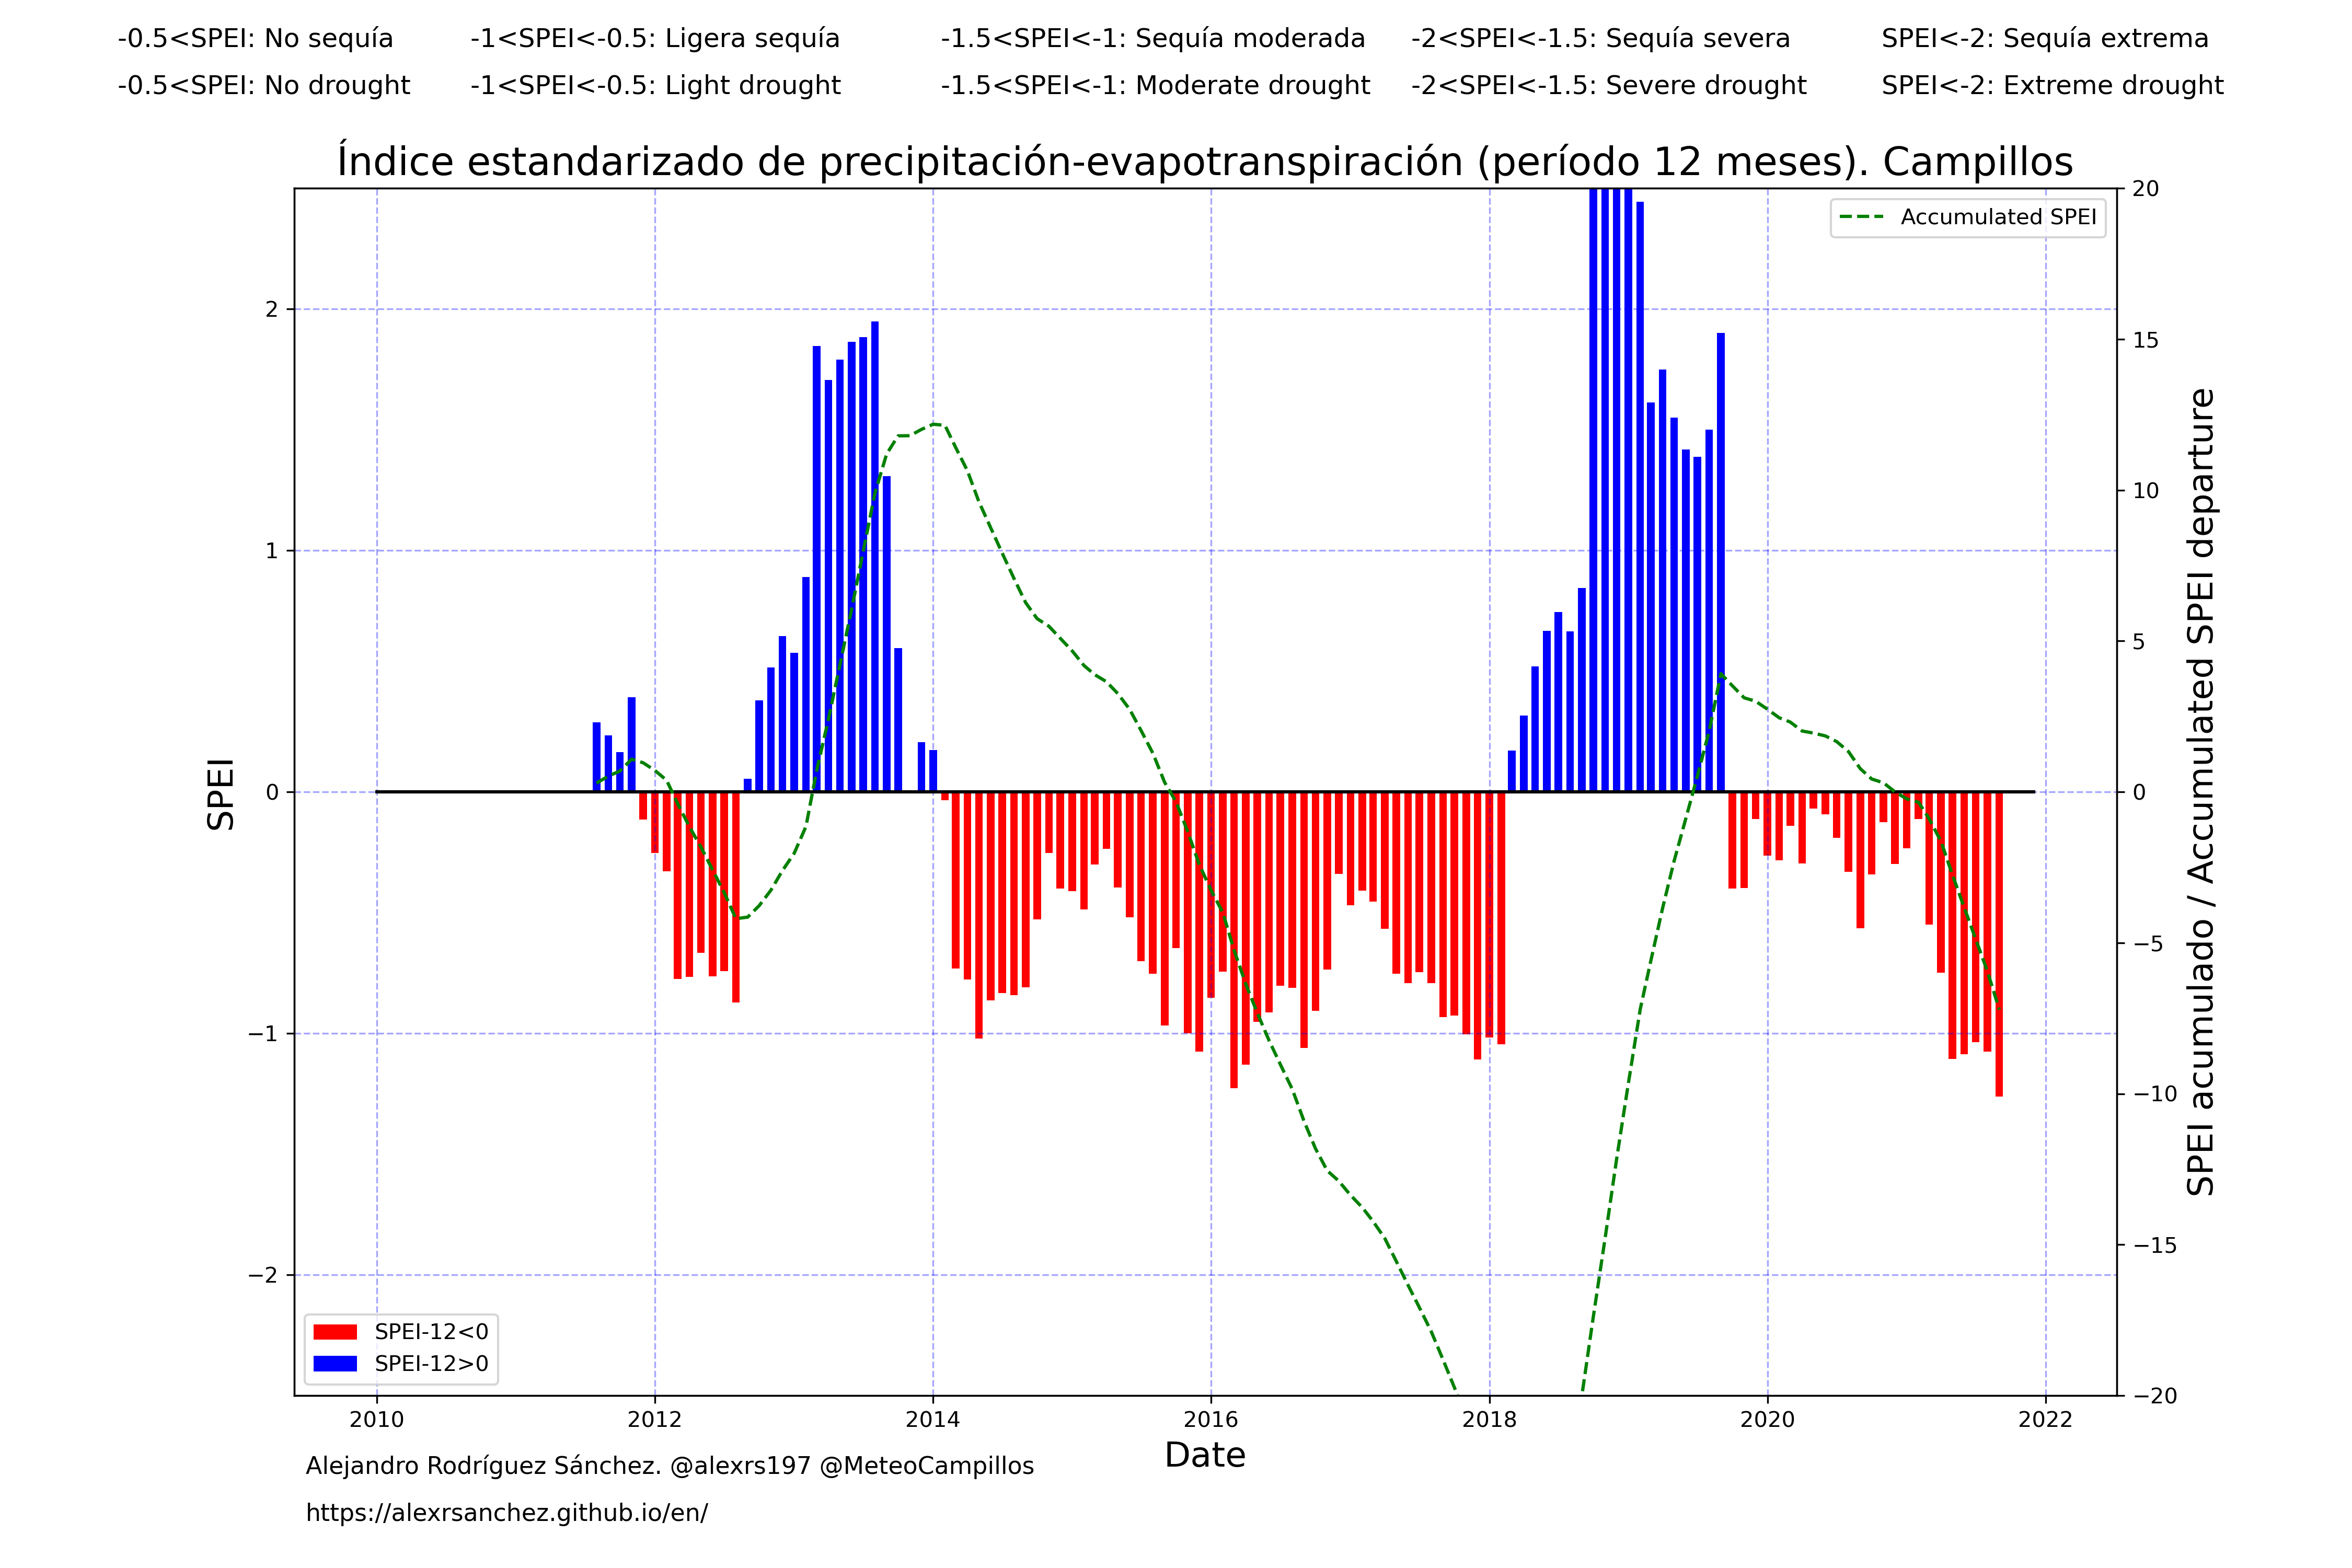 -0.5<SPEI: No sequía -1<SPEI<-0.5: Ligera sequía -1.5<SPEI<-1: Sequía moderada -2<SPEI<-1.5: Sequía severa SPEI<-2: Sequía extrema
-0.5<SPEI: No drought -1<SPEI<-0.5: Light drought -1.5<SPEI<-1: Moderate drought -2<SPEI<-1.5: Severe drought SPEI<-2: Extreme drought
Índice estandarizado de precipitación-evapotranspiración (período 12 meses). Campillos
SPEI
2
1
0
−1
−2
Accumulated SPEI
20
15
10
5
0
−5
−10
−15
−20
SPEI acumulado / Accumulated SPEI departure
SPEI-12<0
SPEI-12>0
2010 2012 2014 2016 2018 2020 2022
Date
Alejandro Rodríguez Sánchez. @alexrs197 @MeteoCampillos
https://alexrsanchez.github.io/en/